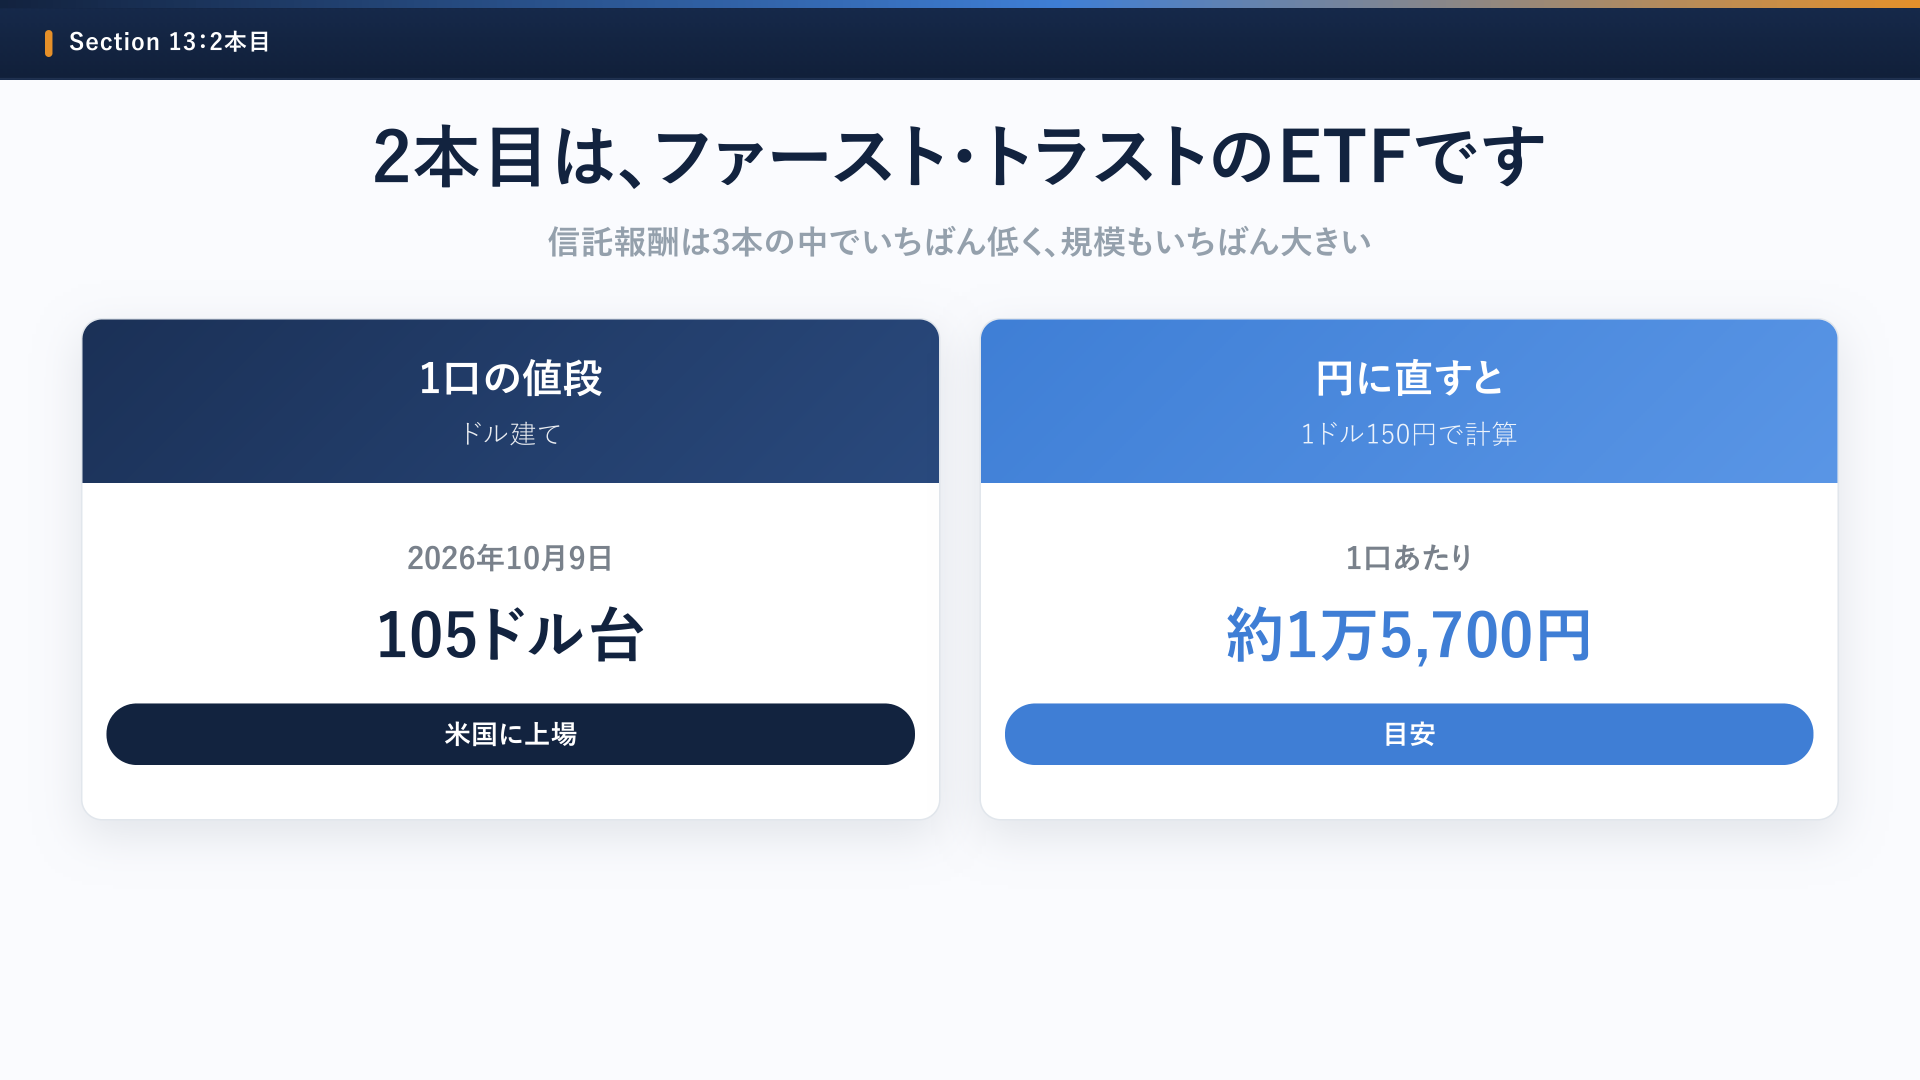 Section 13：2本目
2本目は、ファースト・トラストのETFです
信託報酬は3本の中でいちばん低く、規模もいちばん大きい
1口の値段
ドル建て
2026年10月9日
105ドル台
米国に上場
円に直すと
1ドル150円で計算
1口あたり
約1万5,700円
目安